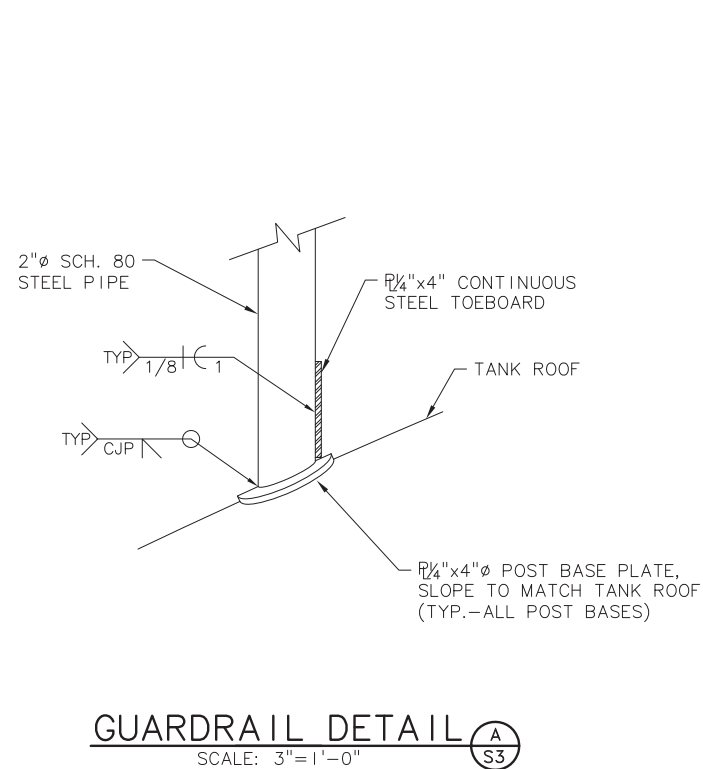 2"ø SCH. 80
STEEL PIPE
℄¼"x4" CONTINUOUS
STEEL TOEBOARD
TYP
1/8
1
TANK ROOF
TYP
CJP
℄¼"x4"ø POST BASE PLATE,
SLOPE TO MATCH TANK ROOF
(TYP.-ALL POST BASES)
GUARDRAIL DETAIL
A
S3
SCALE: 3"=1'-0"